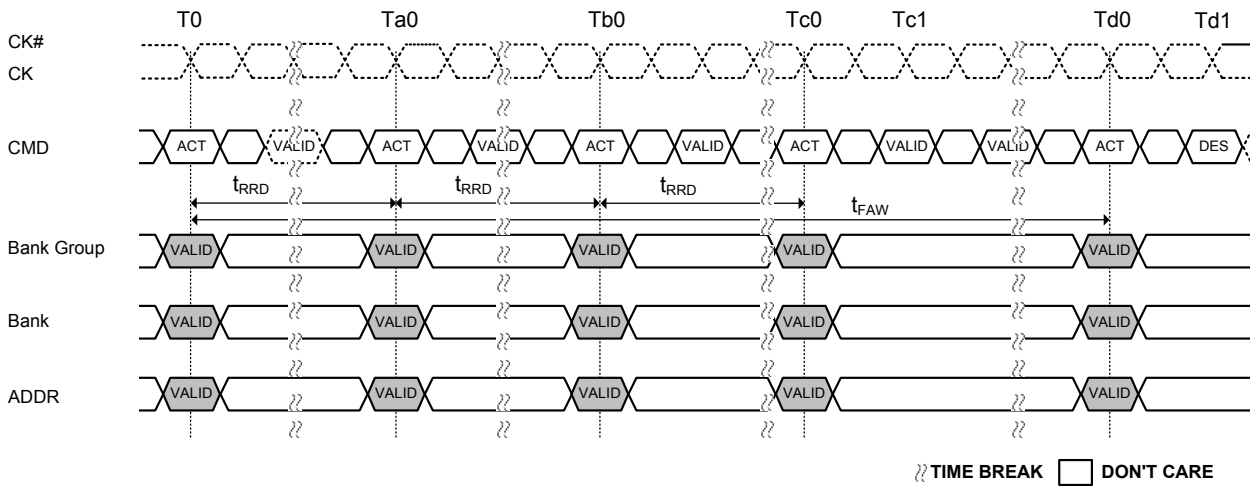 T0 Ta0 Tb0 Tc0 Tc1 Td0 Td1
CK#
CK
CMD ACT VALID ACT VALID ACT VALID ACT VALID VALID ACT DES
tRRD tRRD tRRD
tFAW
Bank Group VALID VALID VALID VALID VALID
Bank VALID VALID VALID VALID VALID
ADDR VALID VALID VALID VALID VALID
TIME BREAK DON'T CARE